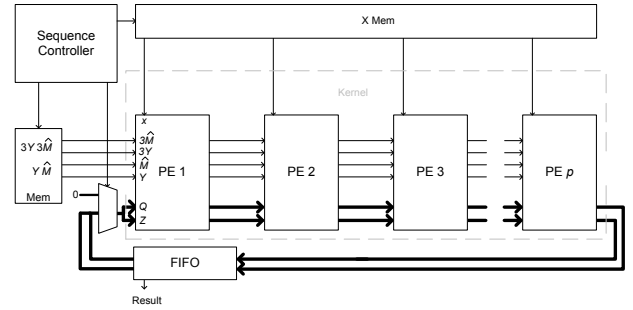 Sequence
Controller
X Mem
Kernel
x
3Y 3M̂
Y M̂
Mem
3M̂
3Y
M̂
Y
PE 1
PE 2
PE 3
PE p
0
Q
Z
FIFO
Result